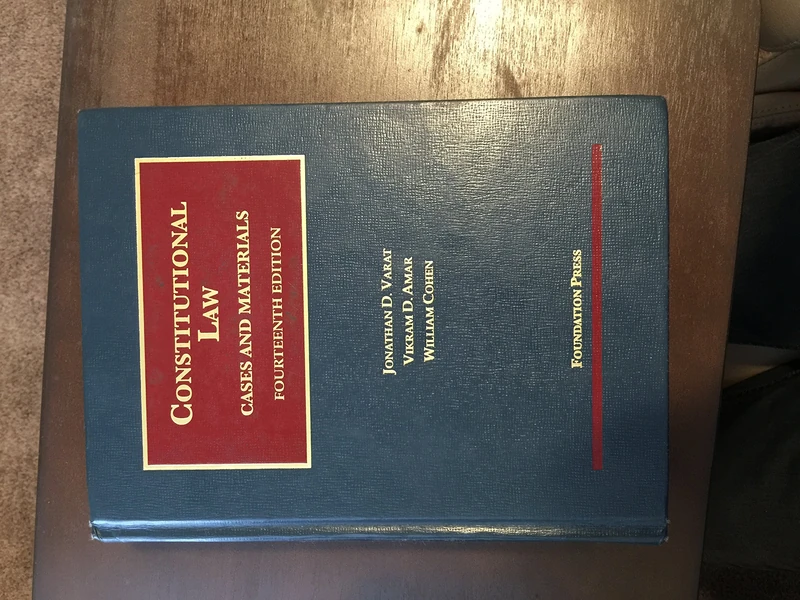 CONSTITUTIONAL
LAW
CASES AND MATERIALS
FOURTEENTH EDITION
JONATHAN D. VARAT
VIKRAM D. AMAR
WILLIAM COHEN
FOUNDATION PRESS